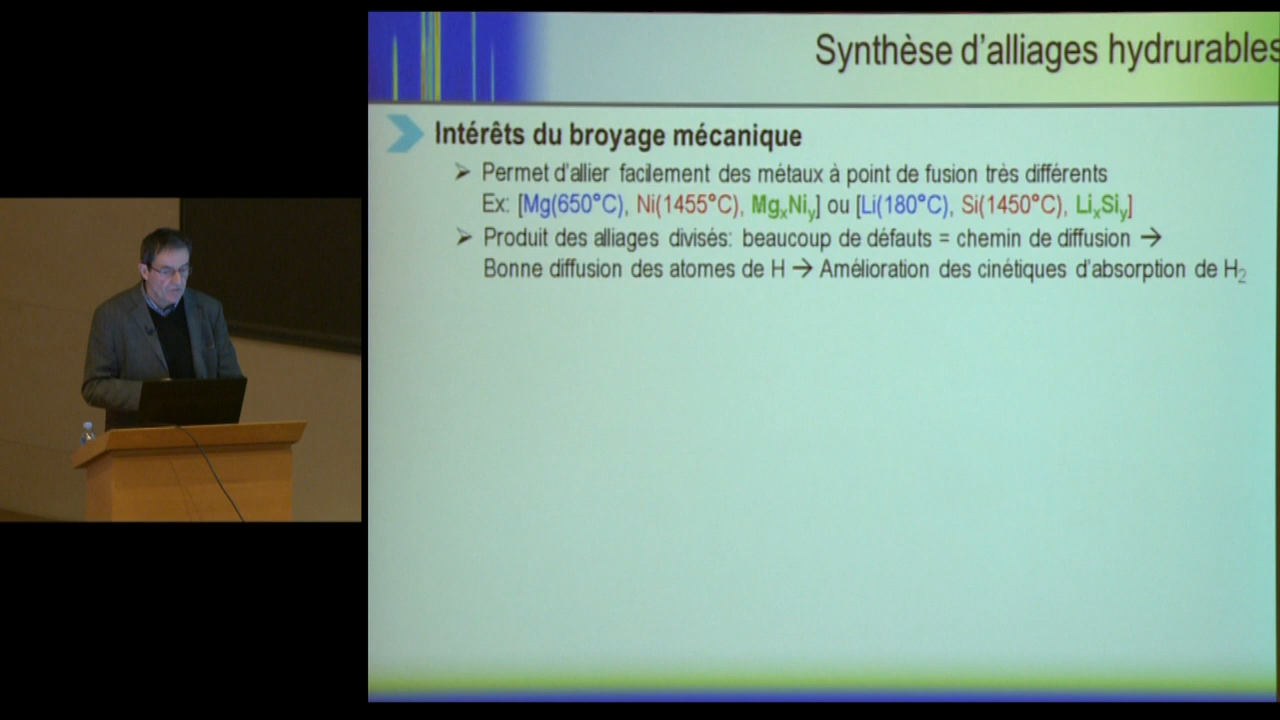 Synthèse d'alliages hydrurables
Intérêts du broyage mécanique
Permet d'allier facilement des métaux à point de fusion très différents
Ex: [Mg(650°C), Ni(1455°C), MgₓNiᵧ] ou [Li(180°C), Si(1450°C), LiₓSiᵧ]
Produit des alliages divisés: beaucoup de défauts = chemin de diffusion →
Bonne diffusion des atomes de H → Amélioration des cinétiques d'absorption de H₂